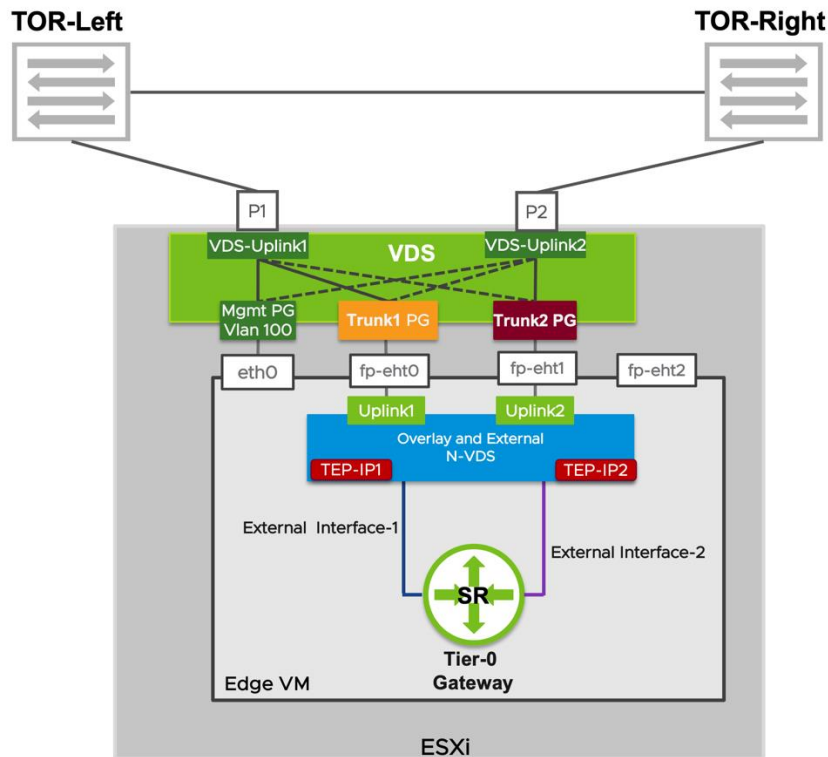 TOR-Left
TOR-Right
P1
P2
VDS-Uplink1
VDS
VDS-Uplink2
Mgmt PG
Vlan 100
Trunk1 PG
Trunk2 PG
eth0
fp-eht0
fp-eht1
fp-eht2
Uplink1
Uplink2
Overlay and External
N-VDS
TEP-IP1
TEP-IP2
External Interface-1
External Interface-2
SR
Tier-0
Gateway
Edge VM
ESXi